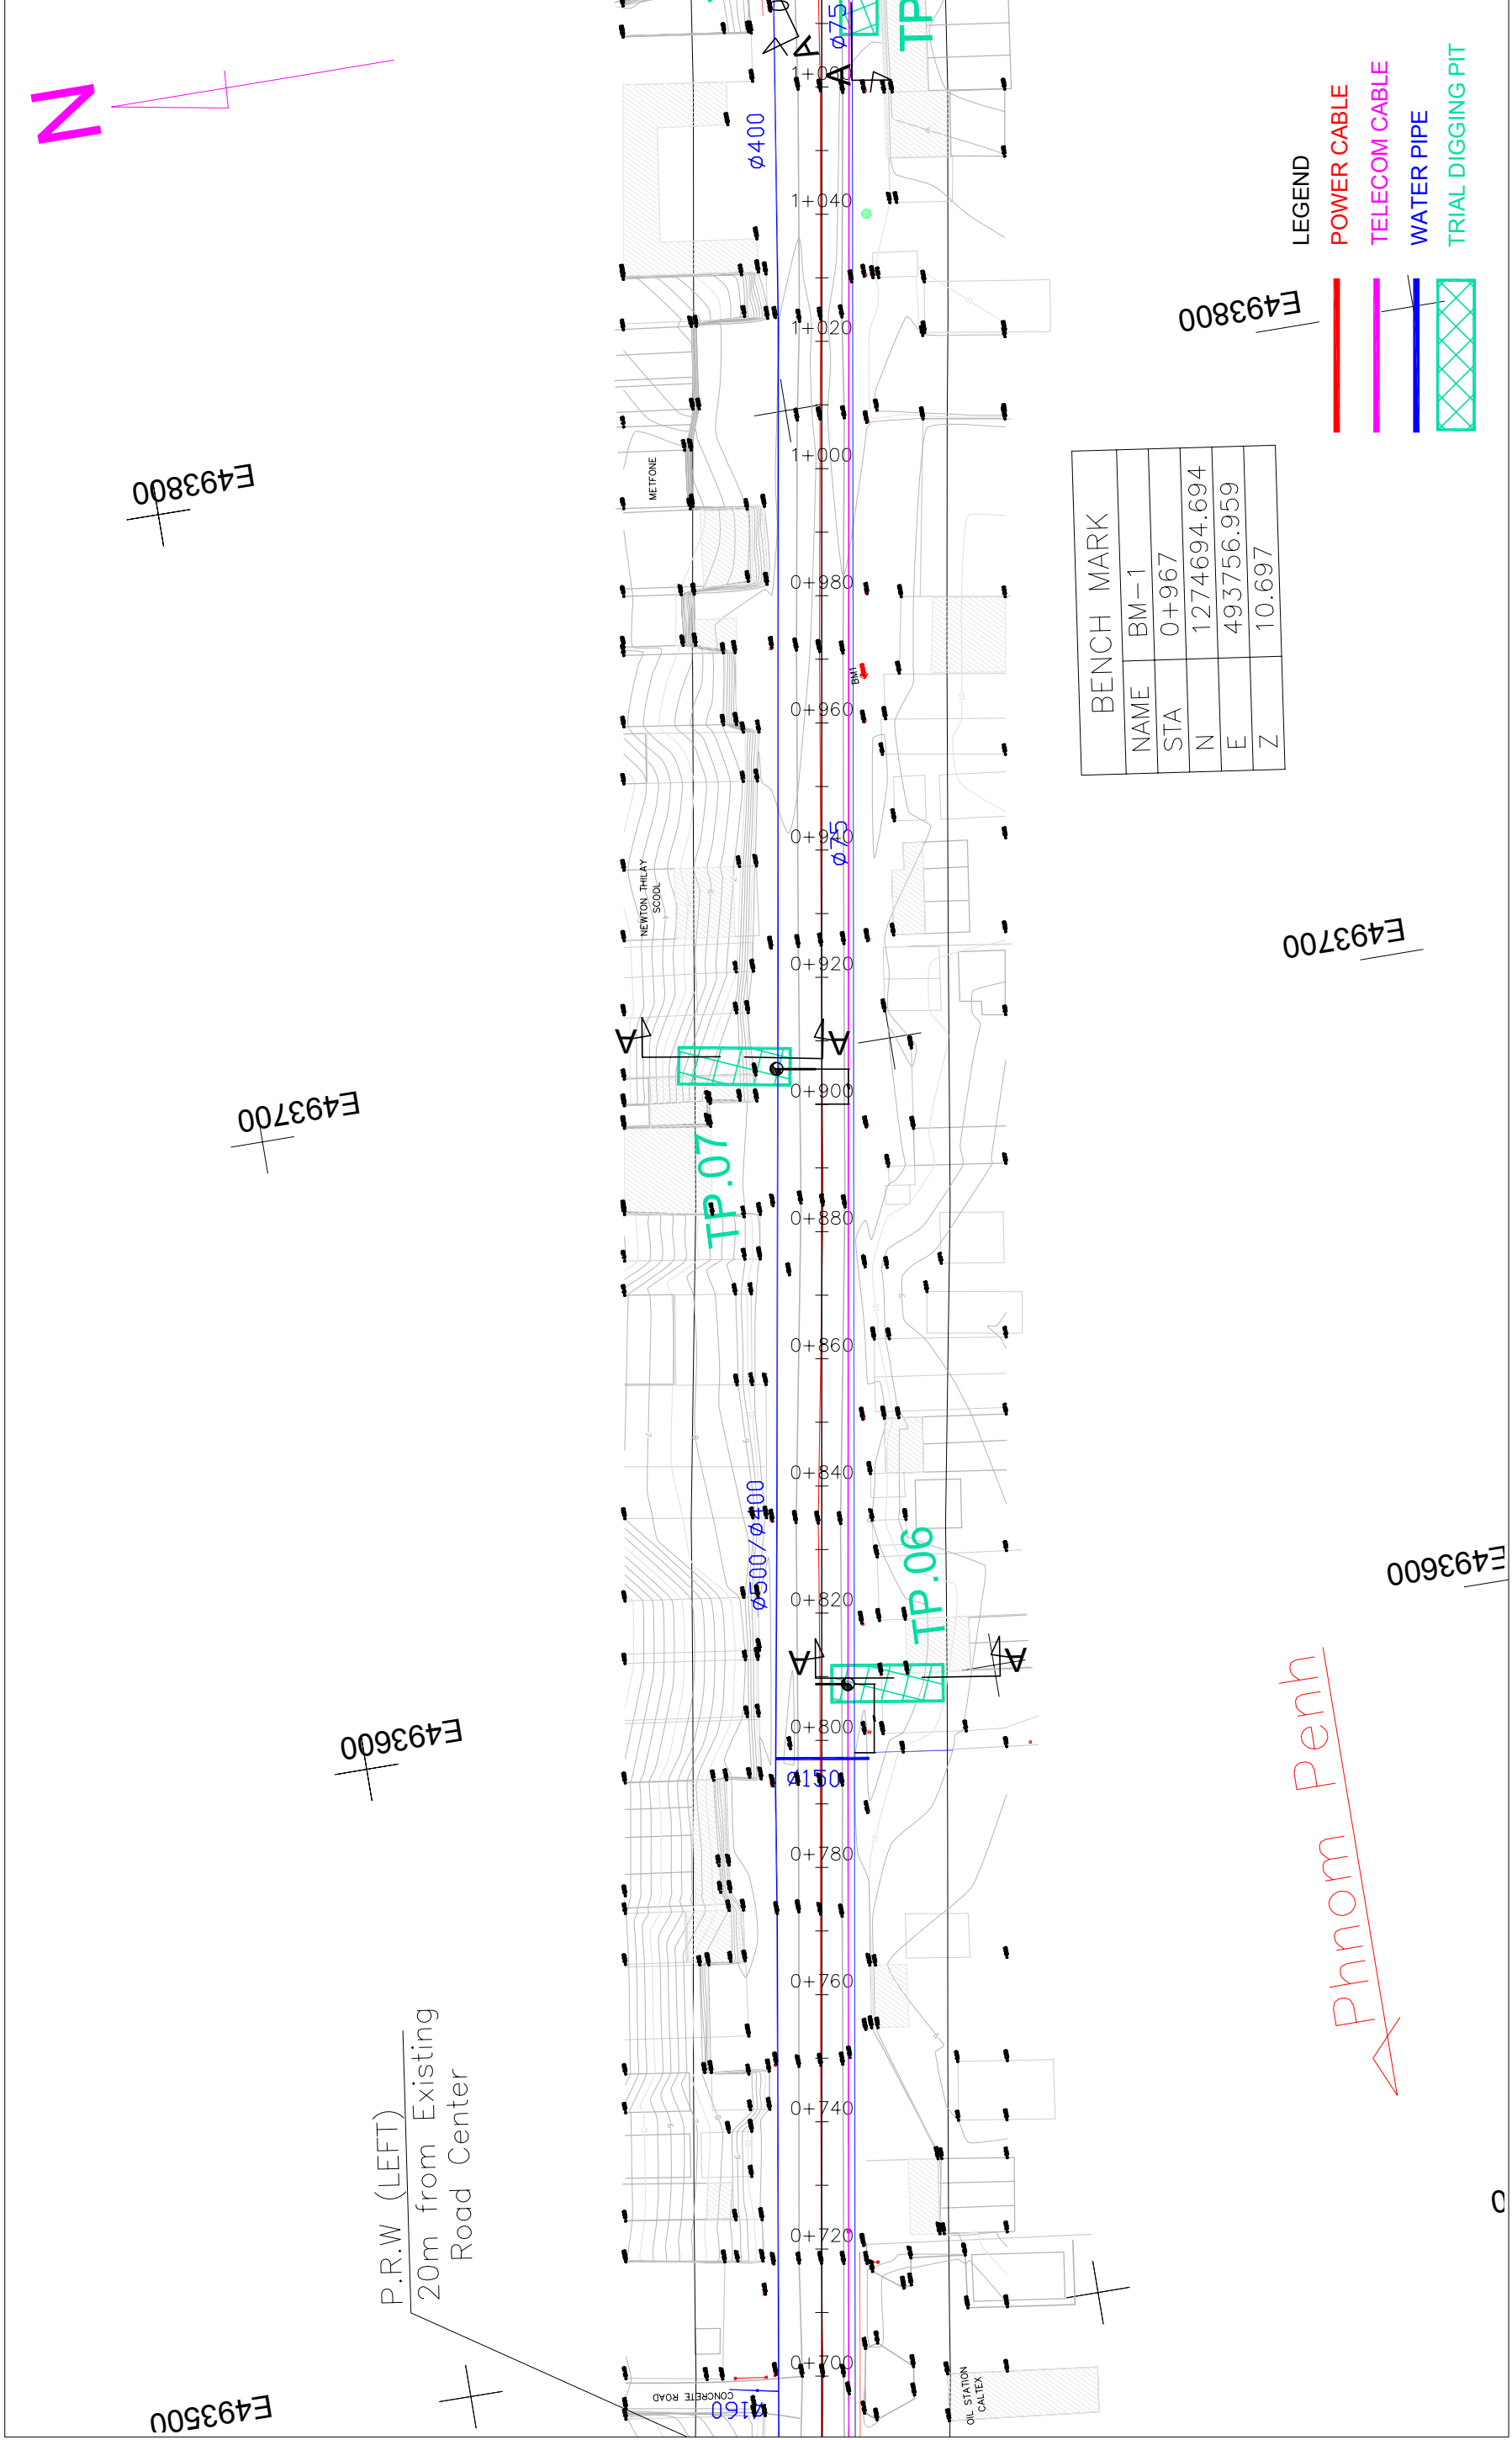 N
E493800
E493700
E493600
E493500
P.R.W (LEFT)
20m from Existing
Road Center
METFONE
NEWTON THILAY
SCOOL
CONCRETE ROAD
TP.07
TP.06
TP
A
A
A
A
A
A
ø400
ø75
ø75
ø500/ø400
ø150
ø160
1+040
1+020
1+000
0+980
0+960
0+940
0+920
0+900
0+880
0+860
0+840
0+820
0+800
0+780
0+760
0+740
0+720
0+700
BM1
OIL STATION
CALTEX
BENCH MARK
NAME BM-1
STA 0+967
N 1274694.694
E 493756.959
Z 10.697
E493800
E493700
E493600
Phnom Penh
LEGEND
POWER CABLE
TELECOM CABLE
WATER PIPE
TRIAL DIGGING PIT